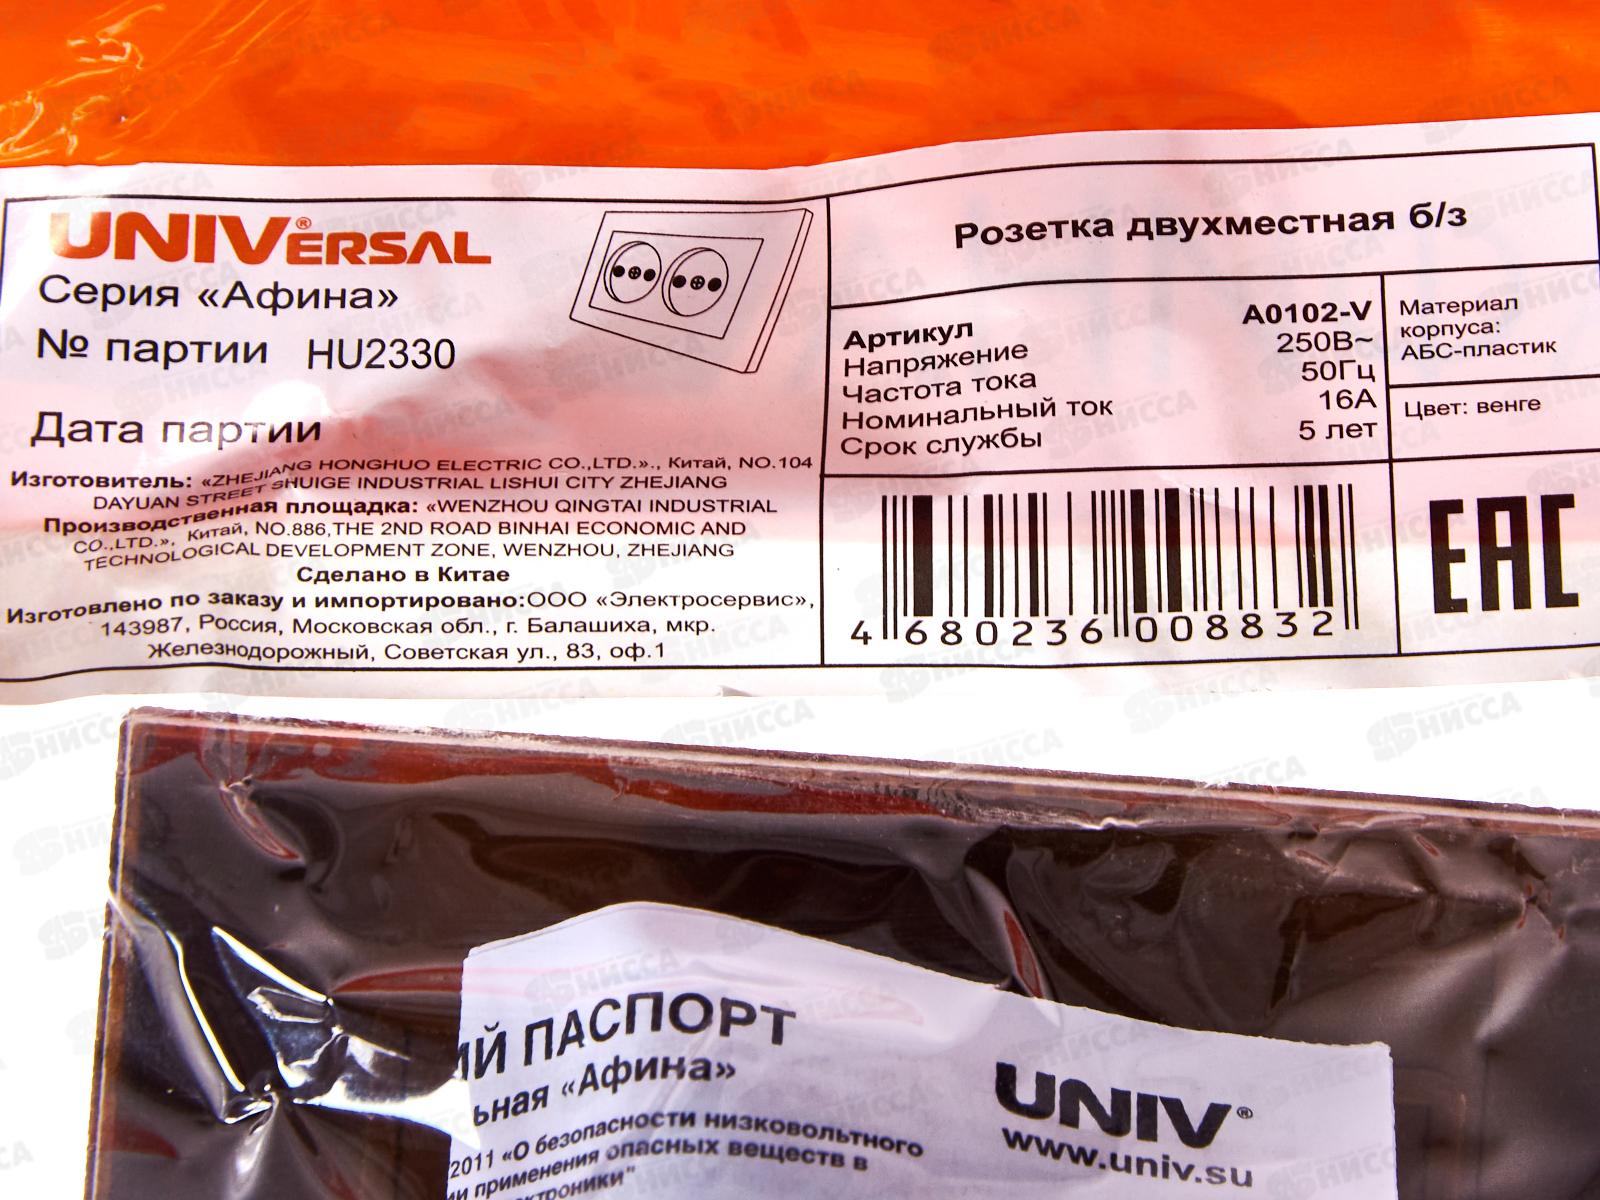 UNIVERSAL®
Серия «Афина»
№ партии HU2330
Дата партии
Изготовитель: «ZHEJIANG HONGHUO ELECTRIC CO.,LTD.»., Китай, NO.104
DAYUAN STREET SHUIGE INDUSTRIAL LISHUI CITY ZHEJIANG
Производственная площадка: «WENZHOU QINGTAI INDUSTRIAL
CO.,LTD.», Китай, NO.886,THE 2ND ROAD BINHAI ECONOMIC AND
TECHNOLOGICAL DEVELOPMENT ZONE, WENZHOU, ZHEJIANG
Сделано в Китае
Изготовлено по заказу и импортировано:ООО «Электросервис»,
143987, Россия, Московская обл., г. Балашиха, мкр.
Железнодорожный, Советская ул., 83, оф.1
Розетка двухместная б/з
Артикул A0102-V
Напряжение 250В~
Частота тока 50Гц
Номинальный ток 16А
Срок службы 5 лет
Материал
корпуса:
АБС-пластик
Цвет: венге
4 680236 008832
EAC
ИЙ ПАСПОРТ
ьная «Афина»
2011 «О безопасности низковольтного
ии применения опасных веществ в
ктроники"
UNIV®
www.univ.su
НИССА